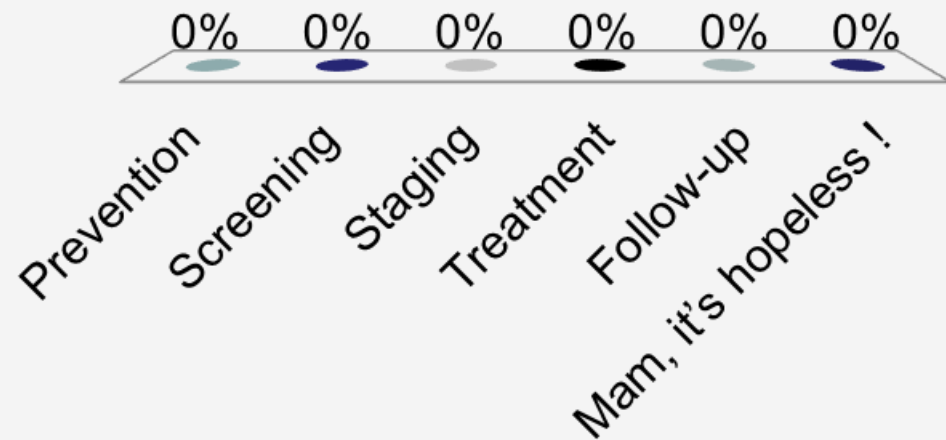 0% 0% 0% 0% 0% 0%
Prevention
Screening
Staging
Treatment
Follow-up
Mam, it's hopeless !